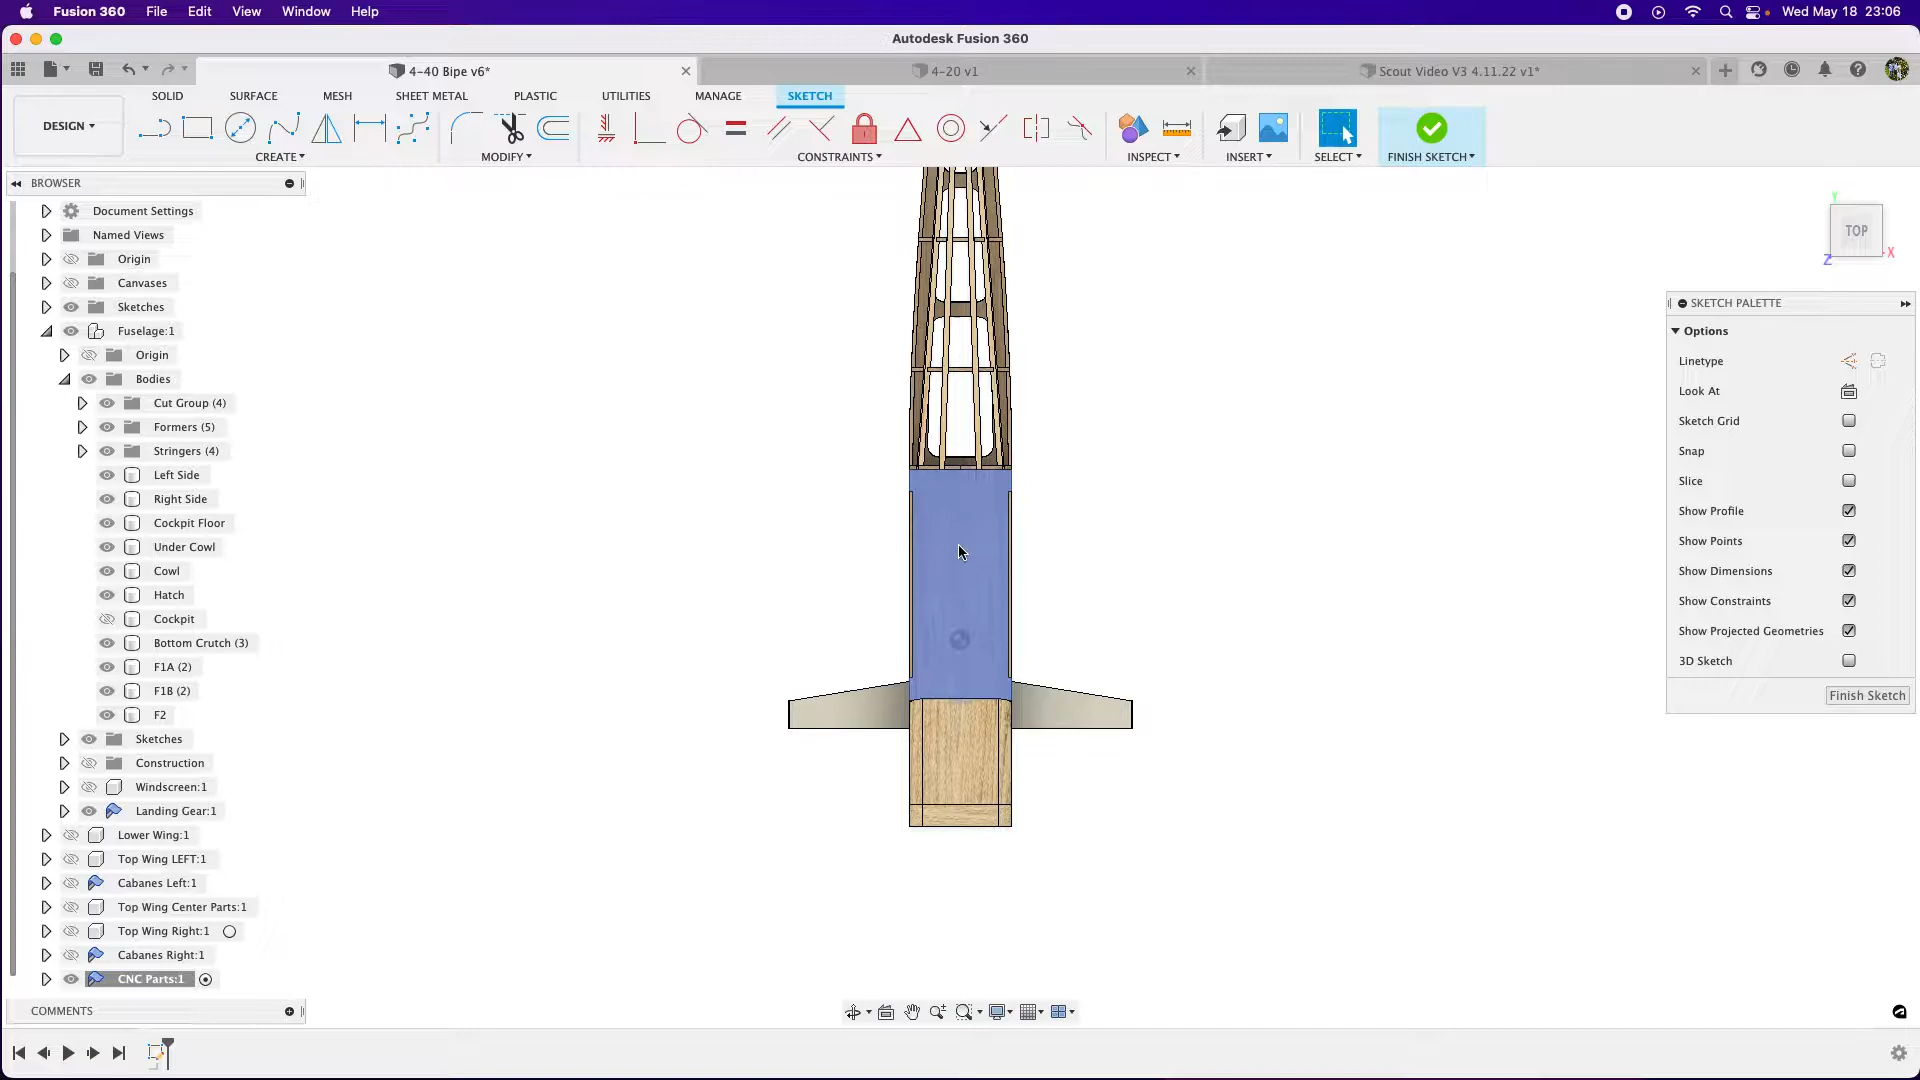 Fusion 360 File Edit View Window Help Wed May 18 23:06
Autodesk Fusion 360
4-40 Bipe v6* 4-20 v1 Scout Video V3 4.11.22 v1*
SOLID SURFACE MESH SHEET METAL PLASTIC UTILITIES MANAGE SKETCH
DESIGN
CREATE MODIFY CONSTRAINTS INSPECT INSERT SELECT FINISH SKETCH
BROWSER
Document Settings
Named Views
Origin
Canvases
Sketches
Fuselage:1
Origin
Bodies
Cut Group (4)
Formers (5)
Stringers (4)
Left Side
Right Side
Cockpit Floor
Under Cowl
Cowl
Hatch
Cockpit
Bottom Crutch (3)
F1A (2)
F1B (2)
F2
Sketches
Construction
Windscreen:1
Landing Gear:1
Lower Wing:1
Top Wing LEFT:1
Cabanes Left:1
Top Wing Center Parts:1
Top Wing Right:1
Cabanes Right:1
CNC Parts:1
COMMENTS
Y
TOP
X
Z
SKETCH PALETTE
Options
Linetype
Look At
Sketch Grid
Snap
Slice
Show Profile
Show Points
Show Dimensions
Show Constraints
Show Projected Geometries
3D Sketch
Finish Sketch